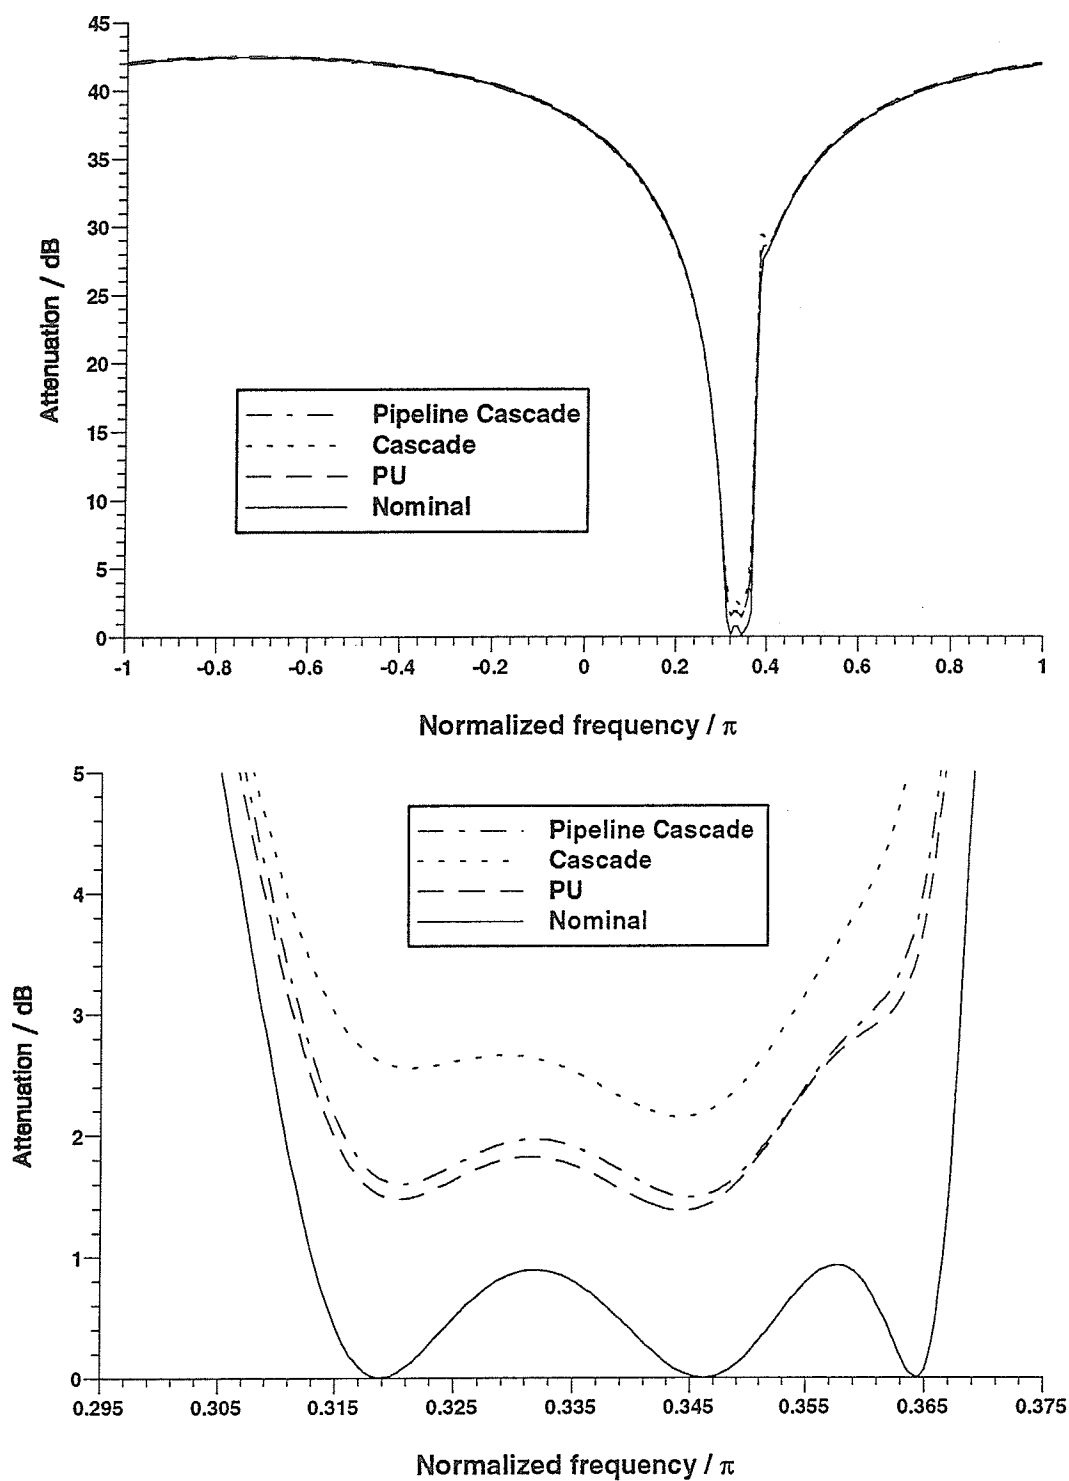 45
40
35
30
25
20
15
10
5
0
Attenuation / dB
Pipeline Cascade
Cascade
PU
Nominal
-1 -0.8 -0.6 -0.4 -0.2 0 0.2 0.4 0.6 0.8 1
Normalized frequency / π
5
4
3
2
1
0
Attenuation / dB
Pipeline Cascade
Cascade
PU
Nominal
0.295 0.305 0.315 0.325 0.335 0.345 0.355 0.365 0.375
Normalized frequency / π